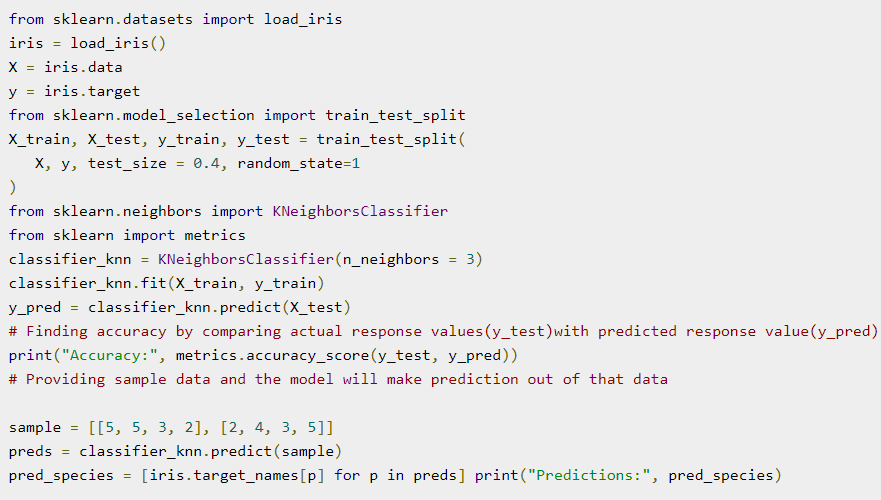 from sklearn.datasets import load_iris
iris = load_iris()
X = iris.data
y = iris.target
from sklearn.model_selection import train_test_split
X_train, X_test, y_train, y_test = train_test_split(
   X, y, test_size = 0.4, random_state=1
)
from sklearn.neighbors import KNeighborsClassifier
from sklearn import metrics
classifier_knn = KNeighborsClassifier(n_neighbors = 3)
classifier_knn.fit(X_train, y_train)
y_pred = classifier_knn.predict(X_test)
# Finding accuracy by comparing actual response values(y_test)with predicted response value(y_pred)
print("Accuracy:", metrics.accuracy_score(y_test, y_pred))
# Providing sample data and the model will make prediction out of that data

sample = [[5, 5, 3, 2], [2, 4, 3, 5]]
preds = classifier_knn.predict(sample)
pred_species = [iris.target_names[p] for p in preds] print("Predictions:", pred_species)